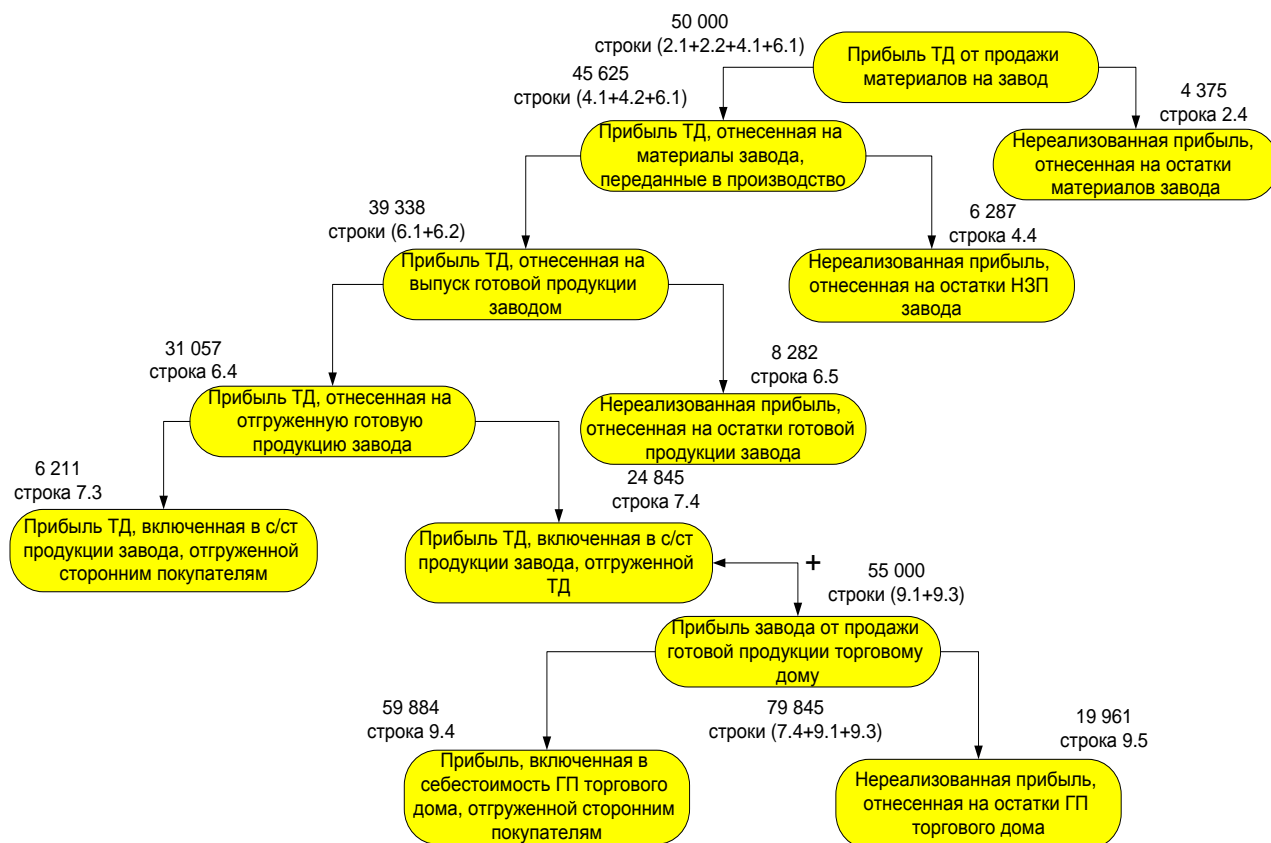 50 000
строки (2.1+2.2+4.1+6.1)
Прибыль ТД от продажи
материалов на завод
45 625
строки (4.1+4.2+6.1)
4 375
строка 2.4
Прибыль ТД, отнесенная на
материалы завода,
переданные в производство
Нереализованная прибыль,
отнесенная на остатки
материалов завода
39 338
строки (6.1+6.2)
6 287
строка 4.4
Прибыль ТД, отнесенная на
выпуск готовой продукции
заводом
Нереализованная прибыль,
отнесенная на остатки НЗП
завода
31 057
строка 6.4
8 282
строка 6.5
Прибыль ТД, отнесенная на
отгруженную готовую
продукцию завода
Нереализованная прибыль,
отнесенная на остатки готовой
продукции завода
6 211
строка 7.3
24 845
строка 7.4
Прибыль ТД, включенная в с/ст
продукции завода, отгруженной
сторонним покупателям
Прибыль ТД, включенная в с/ст
продукции завода, отгруженной
ТД
+
55 000
строки (9.1+9.3)
Прибыль завода от продажи
готовой продукции торговому
дому
59 884
строка 9.4
79 845
строки (7.4+9.1+9.3)
19 961
строка 9.5
Прибыль, включенная в
себестоимость ГП торгового
дома, отгруженной сторонним
покупателям
Нереализованная прибыль,
отнесенная на остатки ГП
торгового дома